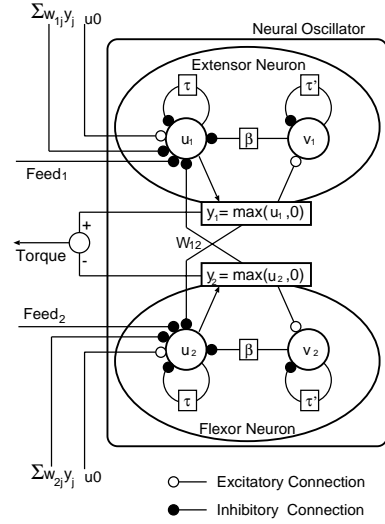 Σw1jyj u0
Neural Oscillator
Extensor Neuron
τ τ'
u1 β v1
Feed1
y1= max(u1,0)
+
W12
Torque
-
y2= max(u2,0)
Feed2
u2 β v2
τ τ'
Flexor Neuron
Σw2jyj u0
Excitatory Connection
Inhibitory Connection